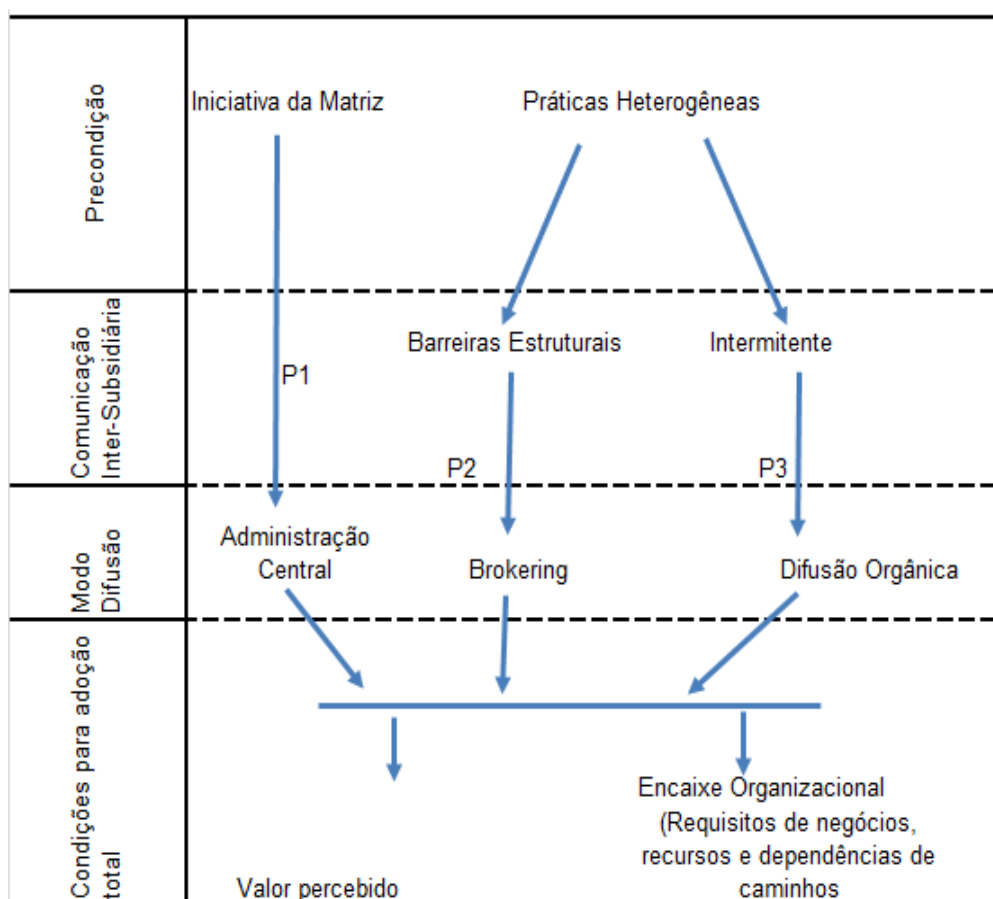 Precondição
Iniciativa da Matriz
Práticas Heterogêneas
Comunicação
Inter-Subsidiária
Barreiras Estruturais
Intermitente
P1
P2
P3
Modo
Difusão
Administração
Central
Brokering
Difusão Orgânica
Condições para adoção
total
Valor percebido
Encaixe Organizacional
(Requisitos de negócios,
recursos e dependências de
caminhos